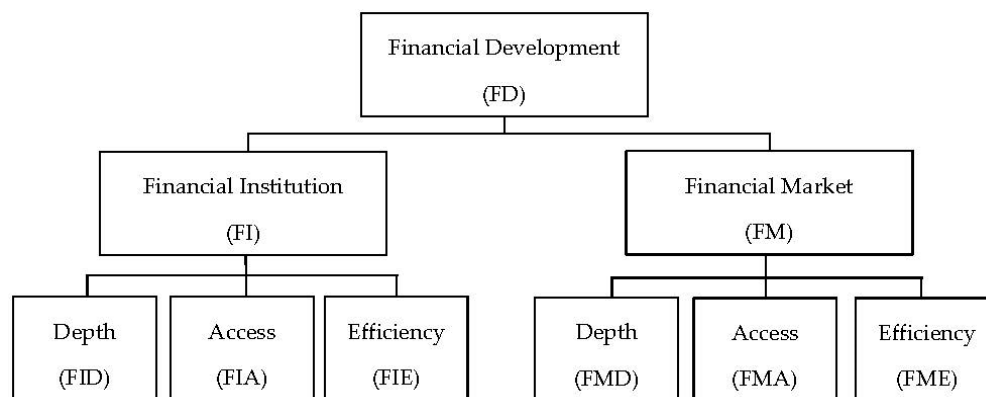 Financial Development
(FD)
Financial Institution
(FI)
Financial Market
(FM)
Depth
(FID)
Access
(FIA)
Efficiency
(FIE)
Depth
(FMD)
Access
(FMA)
Efficiency
(FME)